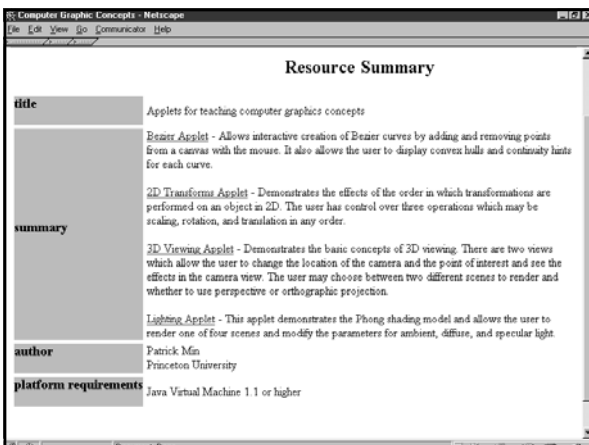 Computer Graphic Concepts - Netscape
File Edit View Go Communicator Help
Resource Summary
title
Applets for teaching computer graphics concepts
summary
Bezier Applet - Allows interactive creation of Bezier curves by adding and removing points
from a canvas with the mouse. It also allows the user to display convex hulls and continuity hints
for each curve.
2D Transforms Applet - Demonstrates the effects of the order in which transformations are
performed on an object in 2D. The user has control over three operations which may be
scaling, rotation, and translation in any order.
3D Viewing Applet - Demonstrates the basic concepts of 3D viewing. There are two views
which allow the user to change the location of the camera and the point of interest and see the
effects in the camera view. The user may choose between two different scenes to render and
whether to use perspective or orthographic projection.
Lighting Applet - This applet demonstrates the Phong shading model and allows the user to
render one of four scenes and modify the parameters for ambient, diffuse, and specular light.
author
Patrick Min
Princeton University
platform requirements
Java Virtual Machine 1.1 or higher